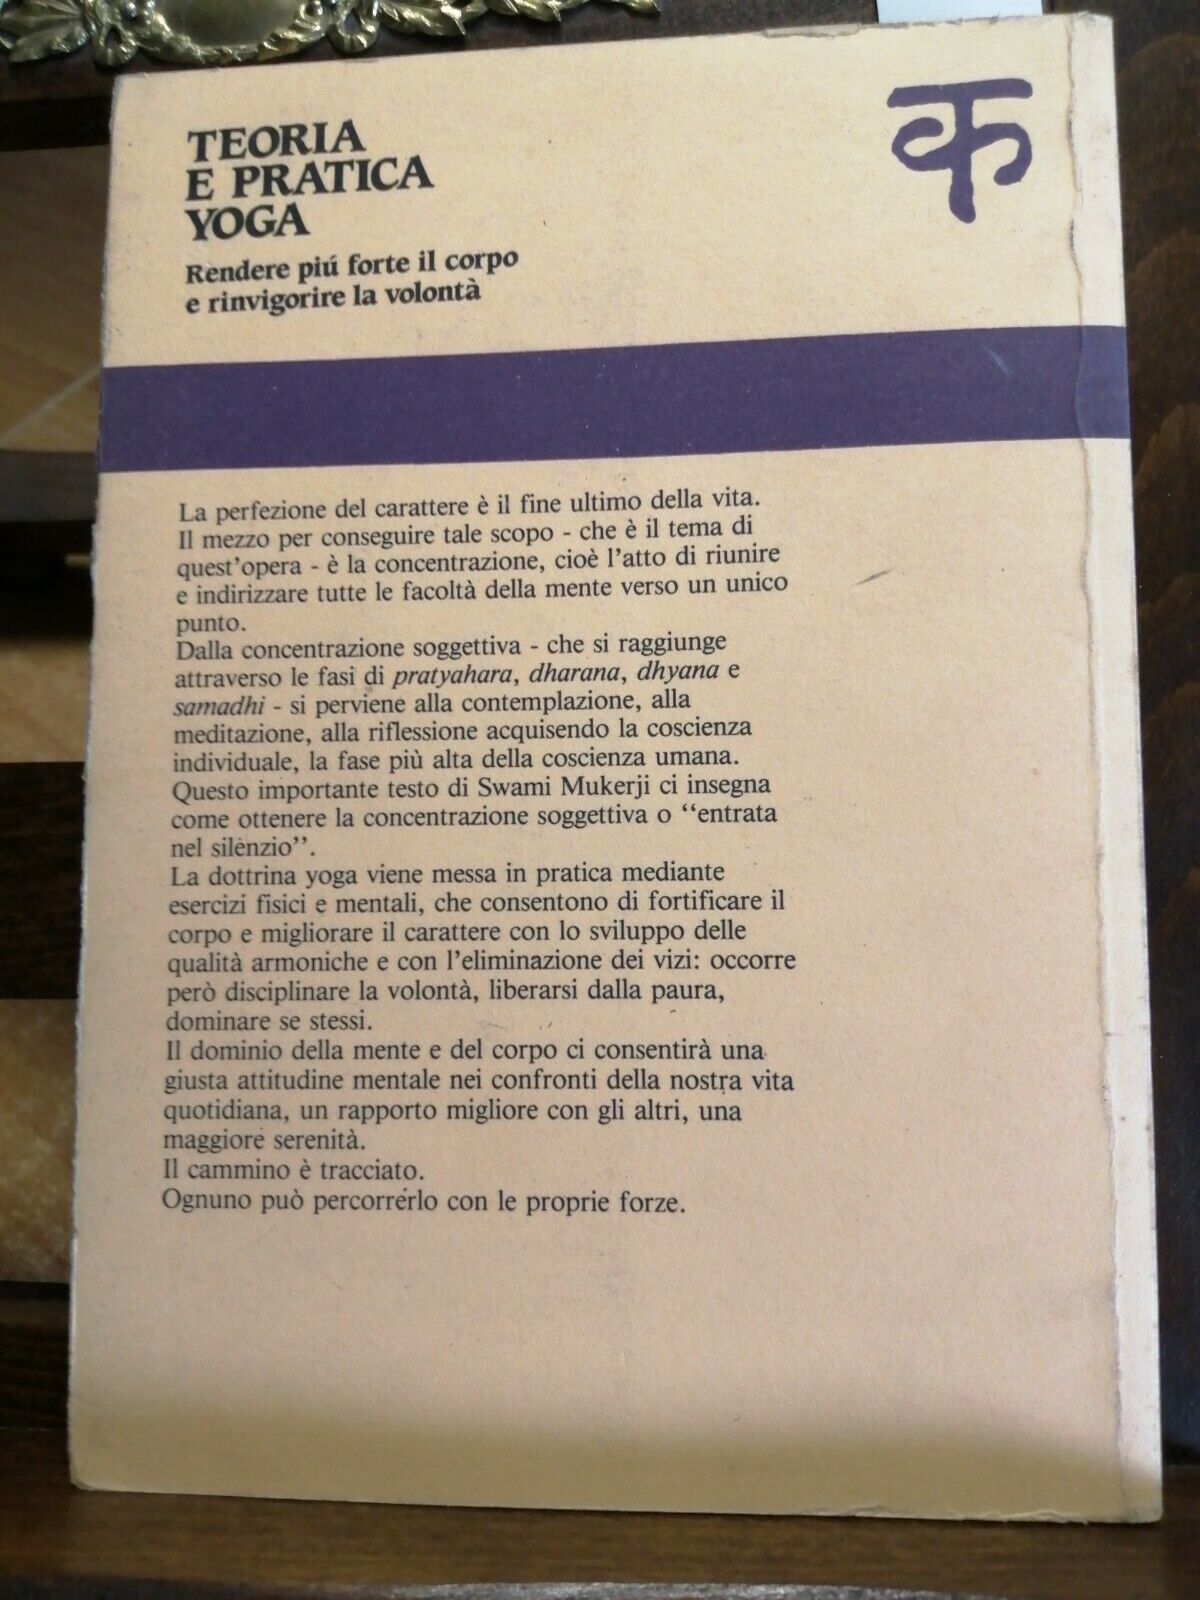 TEORIA
E PRATICA
YOGA
क
Rendere piú forte il corpo
e rinvigorire la volontà
La perfezione del carattere è il fine ultimo della vita.
Il mezzo per conseguire tale scopo - che è il tema di
quest'opera - è la concentrazione, cioè l'atto di riunire
e indirizzare tutte le facoltà della mente verso un unico
punto.
Dalla concentrazione soggettiva - che si raggiunge
attraverso le fasi di pratyahara, dharana, dhyana e
samadhi - si perviene alla contemplazione, alla
meditazione, alla riflessione acquisendo la coscienza
individuale, la fase più alta della coscienza umana.
Questo importante testo di Swami Mukerji ci insegna
come ottenere la concentrazione soggettiva o "entrata
nel silenzio".
La dottrina yoga viene messa in pratica mediante
esercizi fisici e mentali, che consentono di fortificare il
corpo e migliorare il carattere con lo sviluppo delle
qualità armoniche e con l'eliminazione dei vizi: occorre
però disciplinare la volontà, liberarsi dalla paura,
dominare se stessi.
Il dominio della mente e del corpo ci consentirà una
giusta attitudine mentale nei confronti della nostra vita
quotidiana, un rapporto migliore con gli altri, una
maggiore serenità.
Il cammino è tracciato.
Ognuno può percorrerlo con le proprie forze.